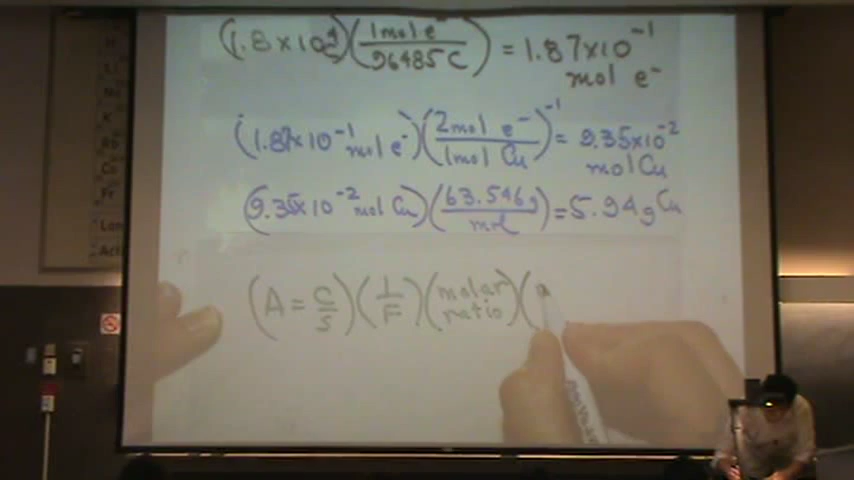 (1.8 x 10⁴)(1 mol e⁻ / 96485 C) = 1.87 x 10⁻¹
mol e⁻
(1.87 x 10⁻¹ mol e⁻)(2 mol e⁻ / 1 mol Cu)⁻¹ = 9.35 x 10⁻²
mol Cu
(9.35 x 10⁻² mol Cu)(63.546 g / mol) = 5.94 g Cu
(A = C/S)(1/F)(molar ratio)(